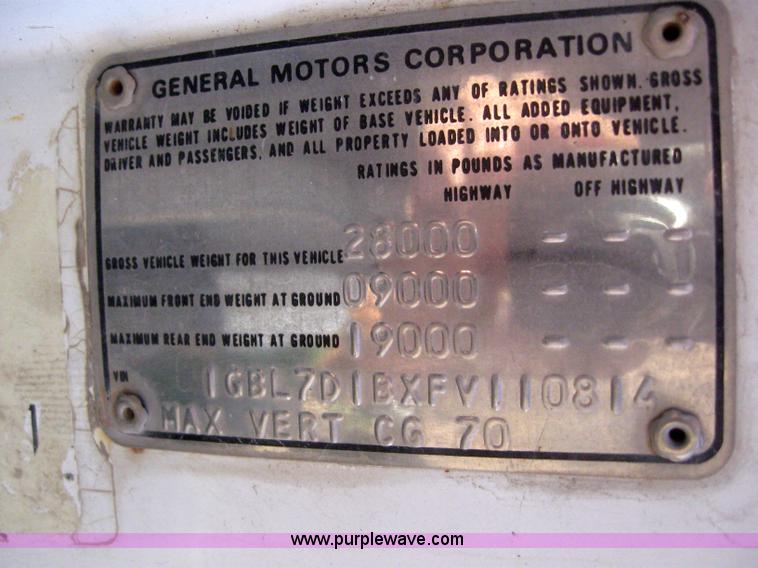 GENERAL MOTORS CORPORATION
WARRANTY MAY BE VOIDED IF WEIGHT EXCEEDS ANY OF RATINGS SHOWN. GROSS
VEHICLE WEIGHT INCLUDES WEIGHT OF BASE VEHICLE. ALL ADDED EQUIPMENT,
DRIVER AND PASSENGERS, AND ALL PROPERTY LOADED INTO OR ONTO VEHICLE.
RATINGS IN POUNDS AS MANUFACTURED
HIGHWAY OFF HIGHWAY
GROSS VEHICLE WEIGHT FOR THIS VEHICLE 28000 - - -
MAXIMUM FRONT END WEIGHT AT GROUND 09000 - - -
MAXIMUM REAR END WEIGHT AT GROUND 19000 - - -
VIN 1GBL7D1BXFV110814
MAX VERT CG 70
www.purplewave.com